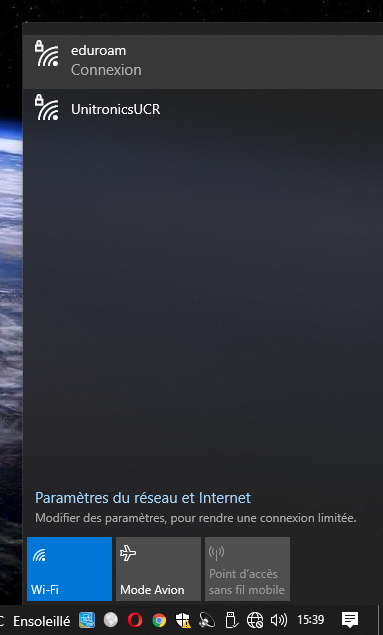 eduroam
Connexion
UnitronicsUCR
Paramètres du réseau et Internet
Modifier des paramètres, pour rendre une connexion limitée.
Wi-Fi
Mode Avion
Point d'accès
sans fil mobile
C Ensoleillé
15:39